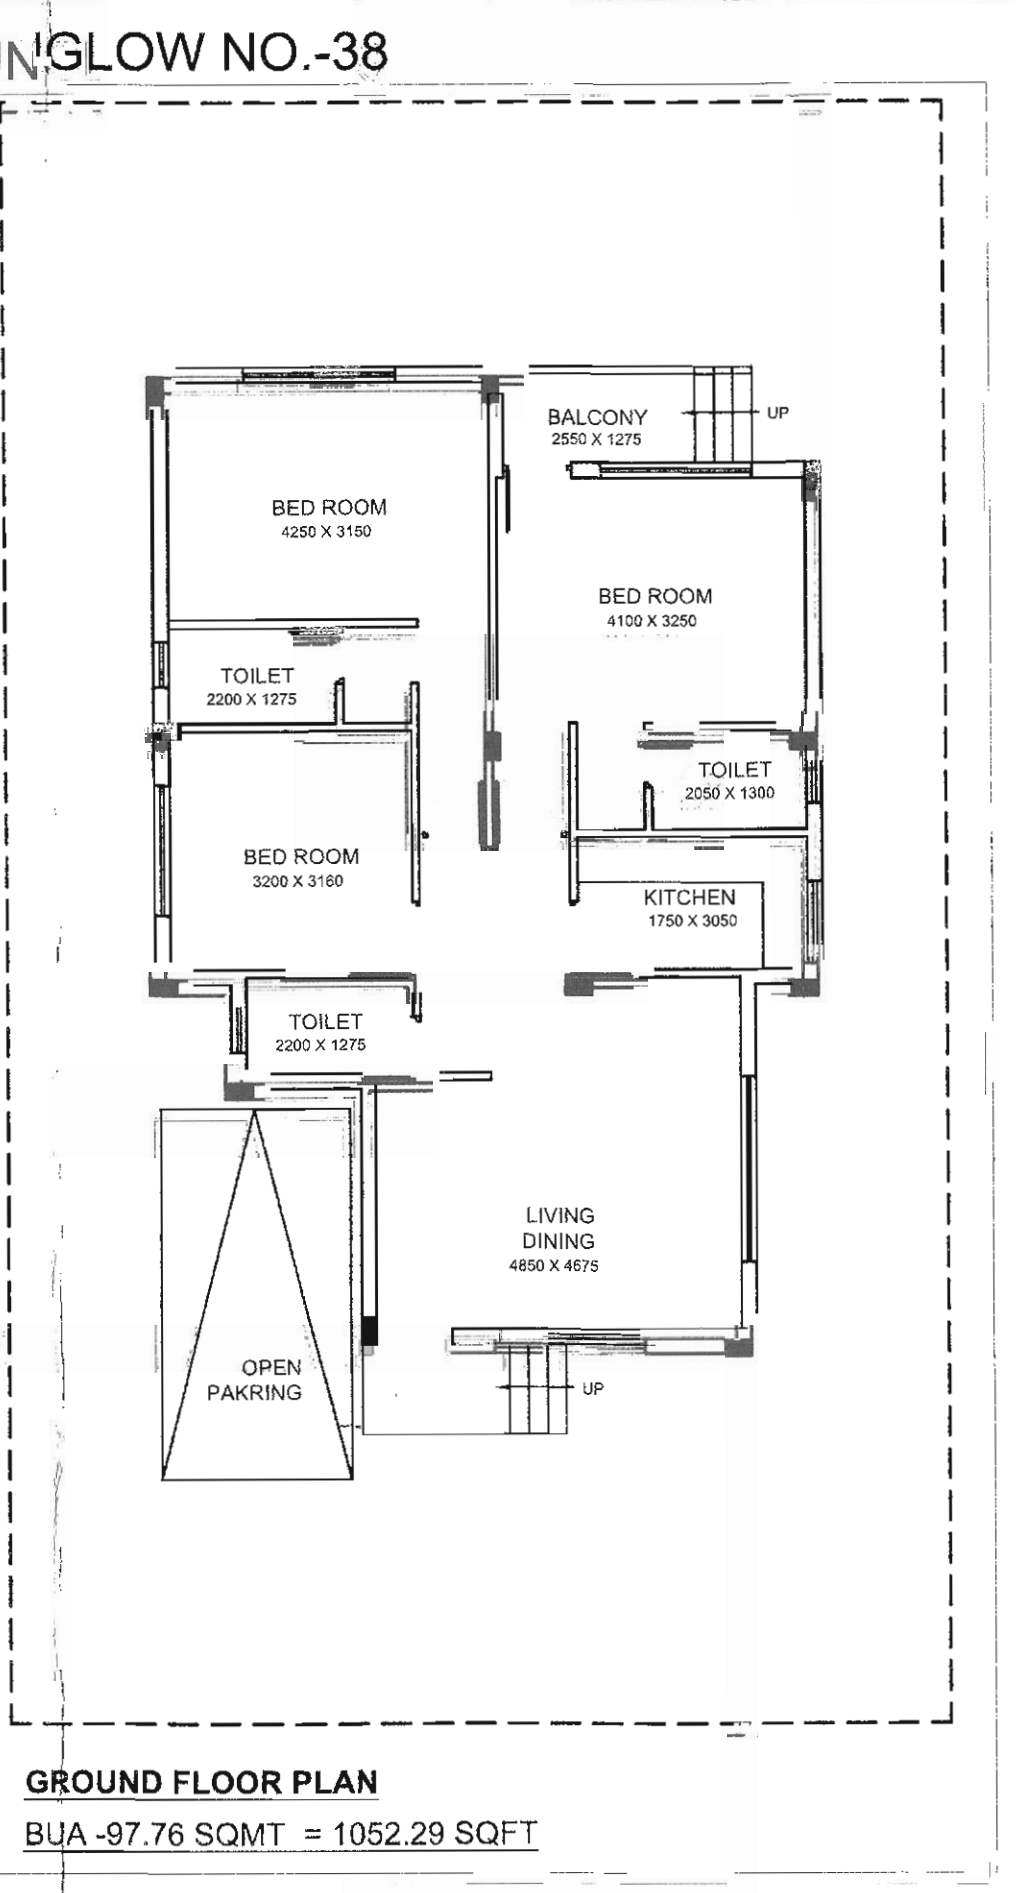 NGLOW NO.-38
BALCONY
2550 X 1275
UP
BED ROOM
4250 X 3150
BED ROOM
4100 X 3250
TOILET
2200 X 1275
TOILET
2050 X 1300
BED ROOM
3200 X 3160
KITCHEN
1750 X 3050
TOILET
2200 X 1275
LIVING
DINING
4850 X 4675
OPEN
PAKRING
UP
GROUND FLOOR PLAN
BUA -97.76 SQMT = 1052.29 SQFT